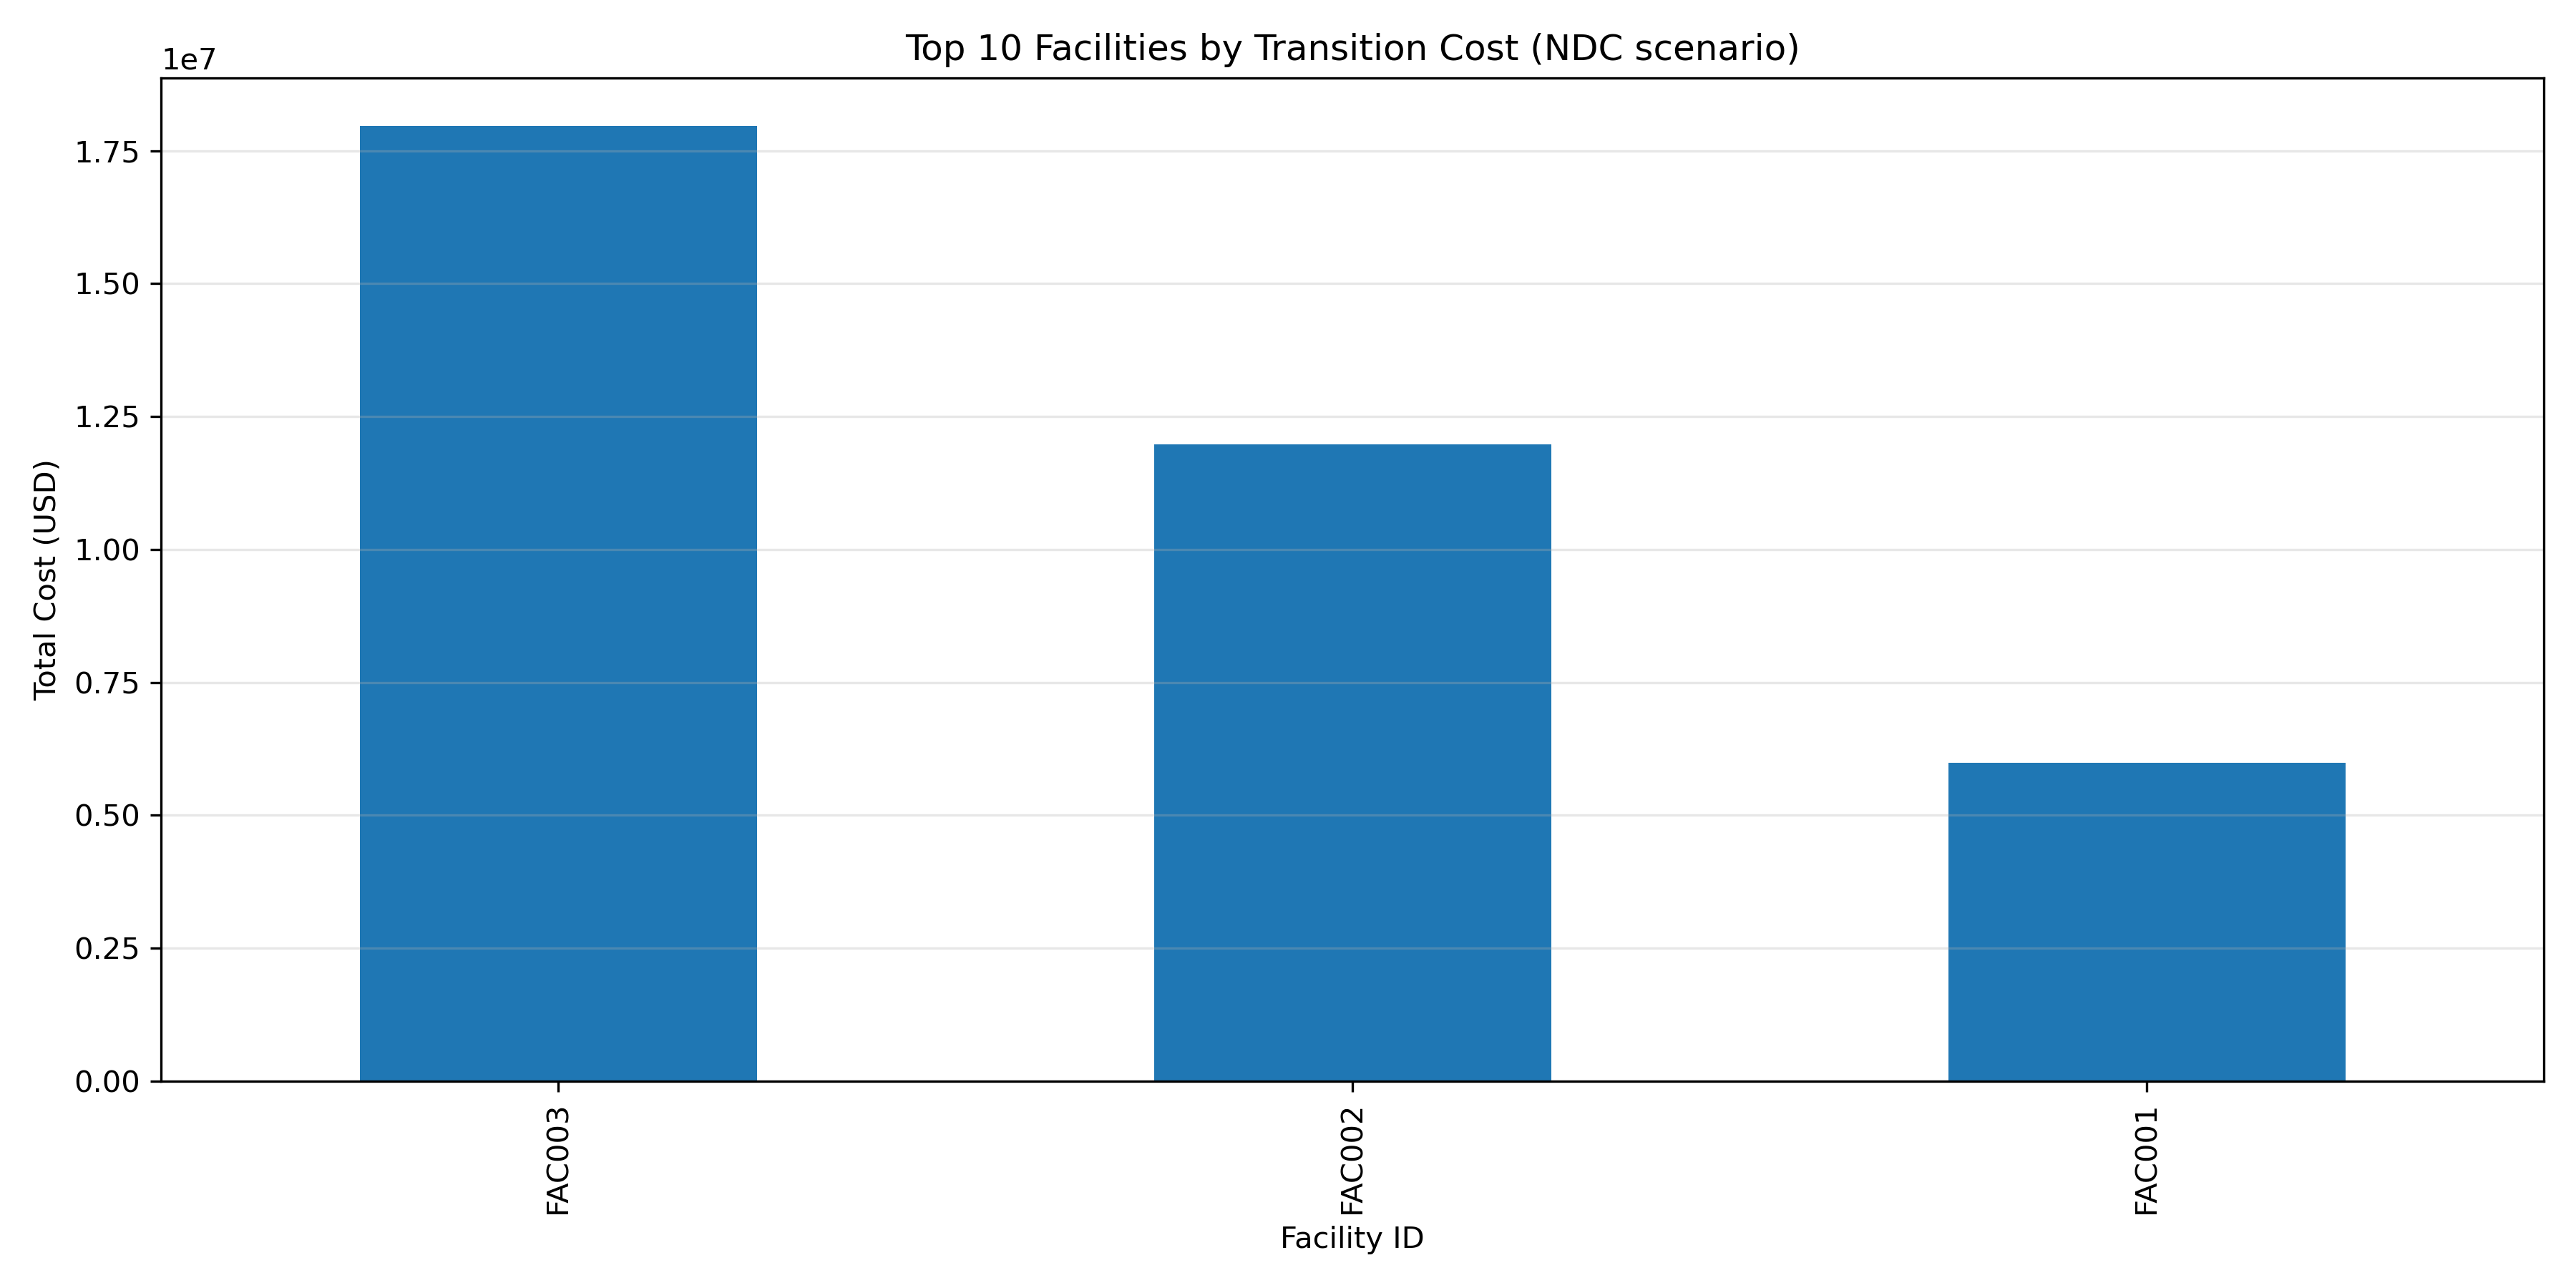 Top 10 Facilities by Transition Cost (NDC scenario)
1e7
1.75
1.50
1.25
1.00
0.75
0.50
0.25
0.00
Total Cost (USD)
FAC003
FAC002
FAC001
Facility ID